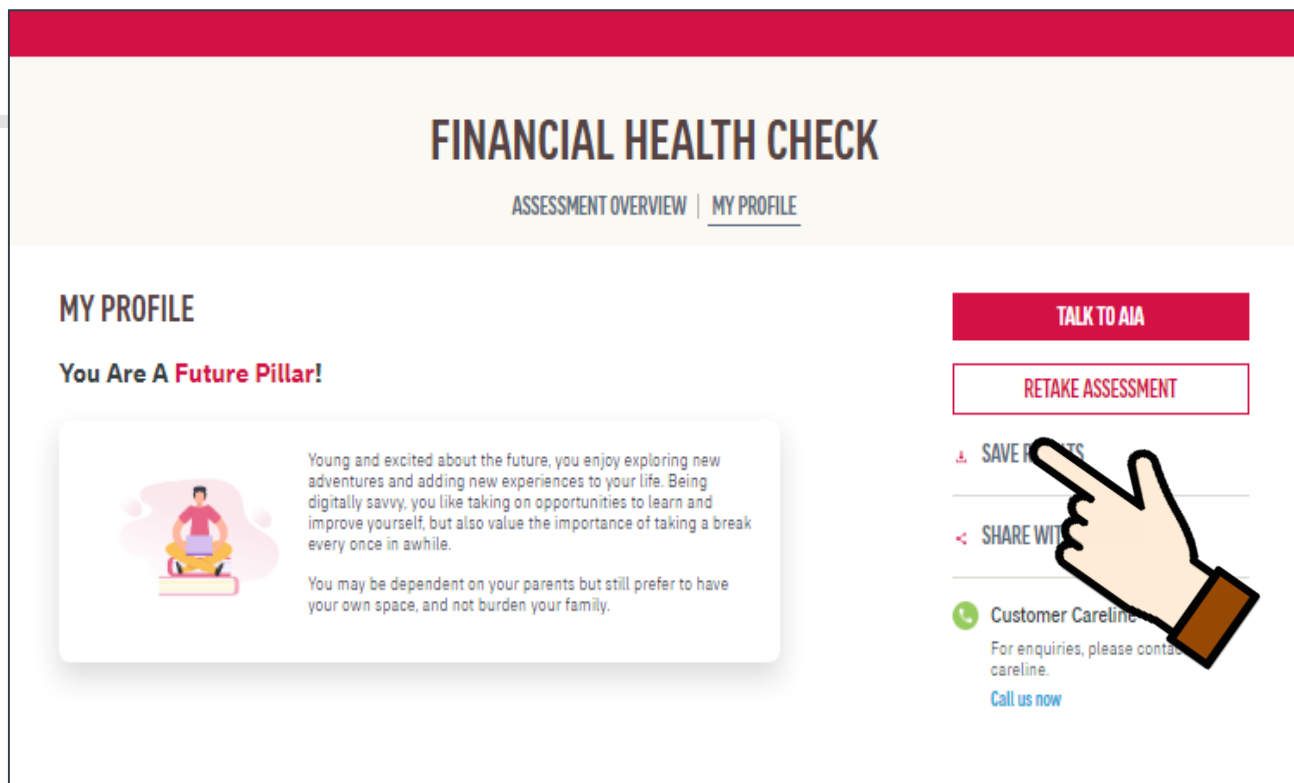 FINANCIAL HEALTH CHECK
ASSESSMENT OVERVIEW | MY PROFILE
MY PROFILE
You Are A Future Pillar!
Young and excited about the future, you enjoy exploring new
adventures and adding new experiences to your life. Being
digitally savvy, you like taking on opportunities to learn and
improve yourself, but also value the importance of taking a break
every once in awhile.
You may be dependent on your parents but still prefer to have
your own space, and not burden your family.
TALK TO AIA
RETAKE ASSESSMENT
SAVE
SHARE
Customer Careline
For enquiries, please
careline.
Call us now